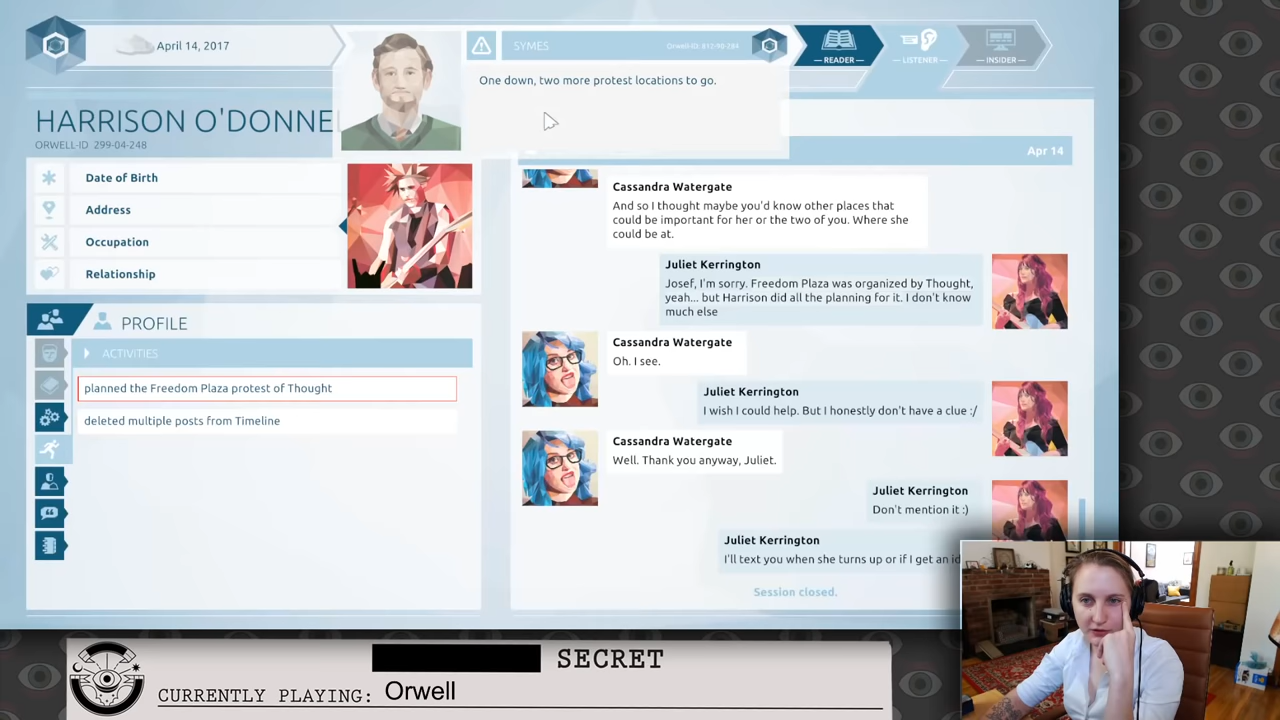 April 14, 2017
SYMES
Orwell-ID: 812-90-284
One down, two more protest locations to go.
READER
LISTENER
INSIDER
HARRISON O'DONNE
ORWELL-ID 299-04-248
Date of Birth
Address
Occupation
Relationship
PROFILE
ACTIVITIES
planned the Freedom Plaza protest of Thought
deleted multiple posts from Timeline
Apr 14
Cassandra Watergate
And so I thought maybe you'd know other places that
could be important for her or the two of you. Where she
could be at.
Juliet Kerrington
Josef, I'm sorry. Freedom Plaza was organized by Thought,
yeah... but Harrison did all the planning for it. I don't know
much else
Cassandra Watergate
Oh. I see.
Juliet Kerrington
I wish I could help. But I honestly don't have a clue :/
Cassandra Watergate
Well. Thank you anyway, Juliet.
Juliet Kerrington
Don't mention it :)
Juliet Kerrington
I'll text you when she turns up or if I get an id
Session closed.
SECRET
CURRENTLY PLAYING: Orwell